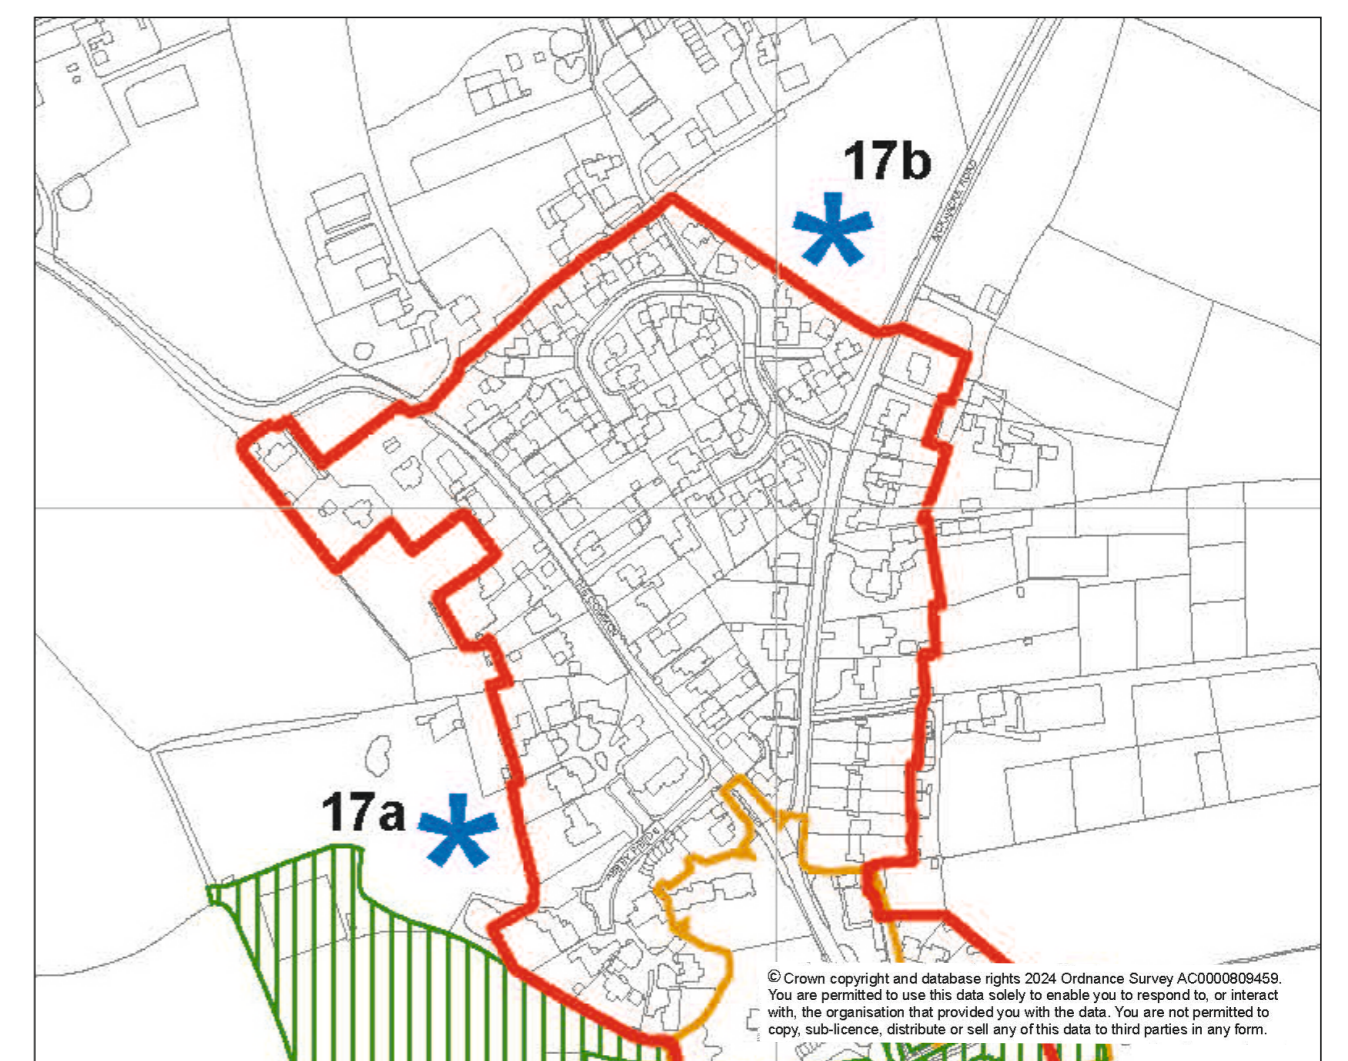 17b
17a
© Crown copyright and database rights 2024 Ordnance Survey AC0000809459.
You are permitted to use this data solely to enable you to respond to, or interact
with, the organisation that provided you with the data. You are not permitted to
copy, sub-licence, distribute or sell any of this data to third parties in any form.